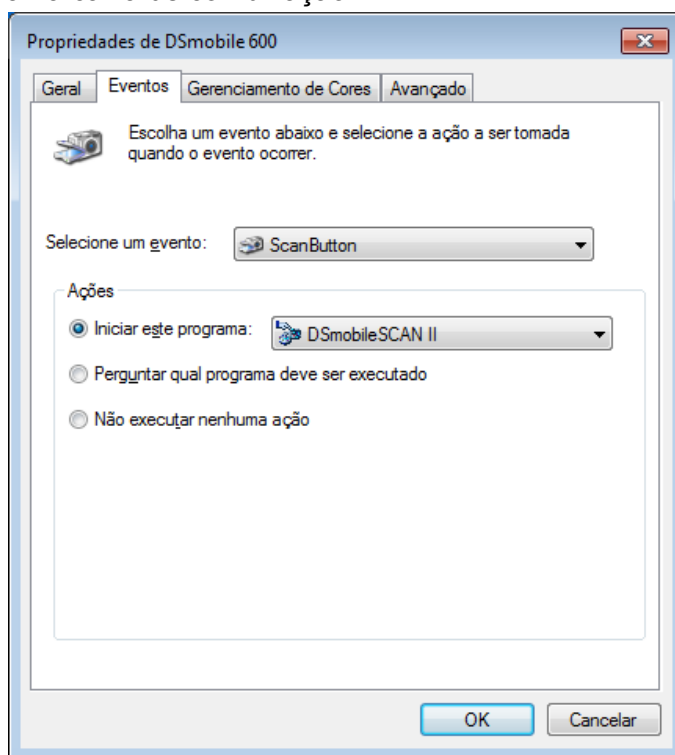 Propriedades de DSmobile 600
Geral Eventos Gerenciamento de Cores Avançado
Escolha um evento abaixo e selecione a ação a ser tomada
quando o evento ocorrer.
Selecione um evento: ScanButton
Ações
Iniciar este programa: DSmobileSCAN II
Perguntar qual programa deve ser executado
Não executar nenhuma ação
OK Cancelar